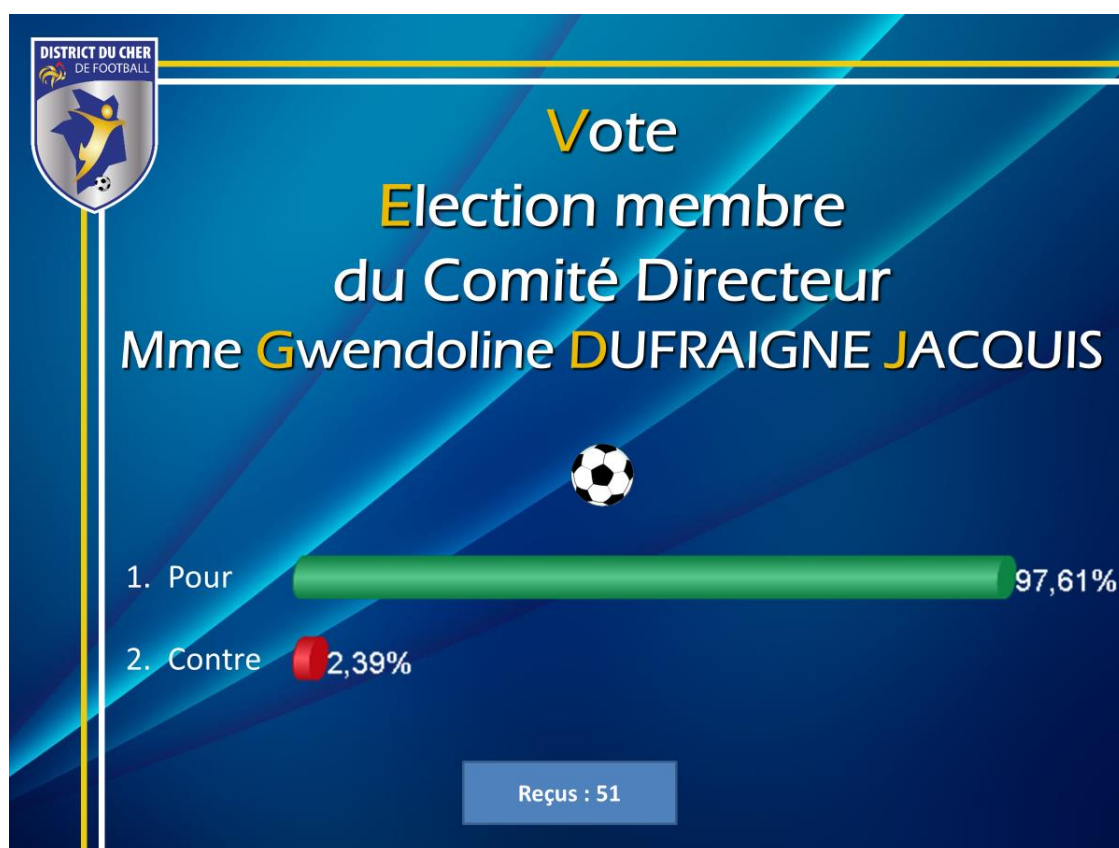 DISTRICT DU CHER
DE FOOTBALL
Vote
Election membre
du Comité Directeur
Mme Gwendoline DUFRAIGNE JACQUIS
1. Pour 97,61%
2. Contre 2,39%
Reçus : 51